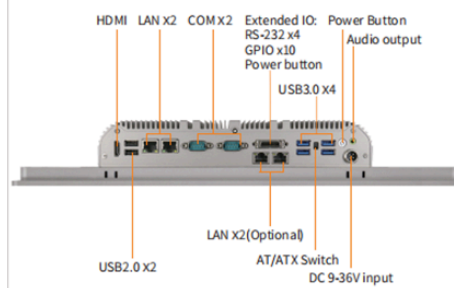 HDMI
LAN X2
COM X2
Extended IO:
RS-232 x4
GPIO x10
Power button
Power Button
Audio output
USB3.0 X4
LAN X2(Optional)
USB2.0 X2
AT/ATX Switch
DC 9-36V input